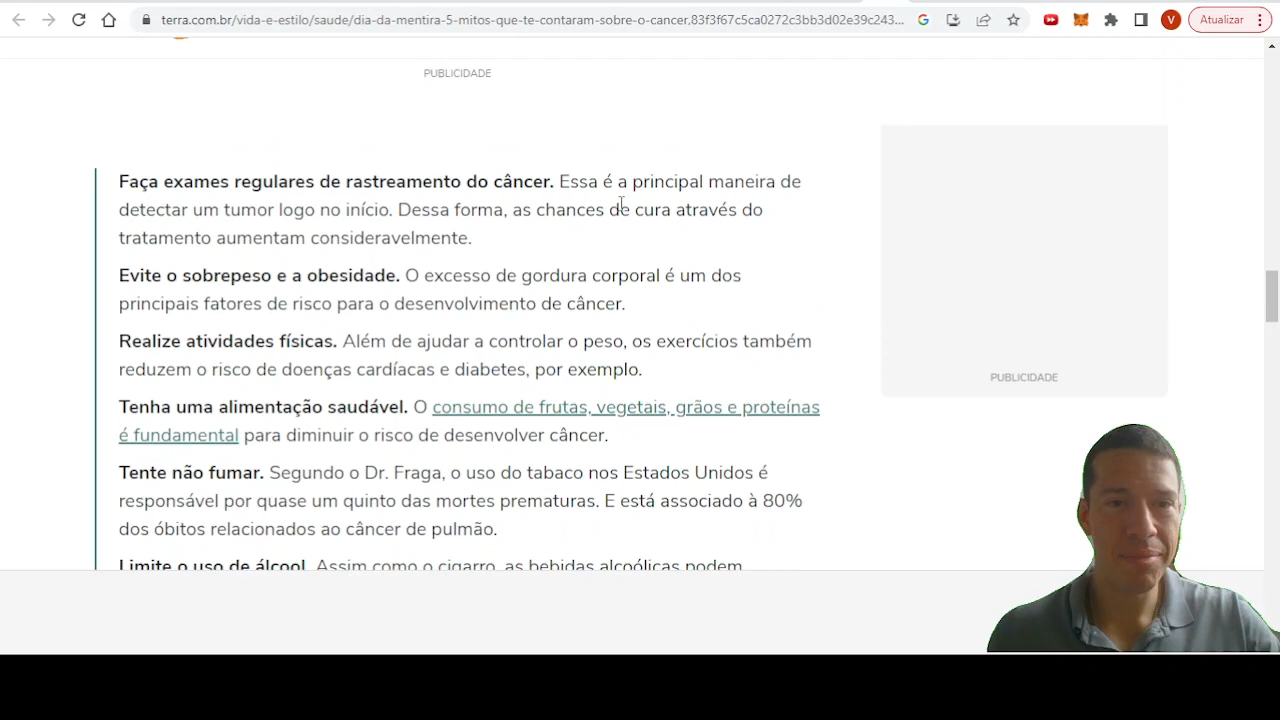 terra.com.br/vida-e-estilo/saude/dia-da-mentira-5-mitos-que-te-contaram-sobre-o-cancer,83f3f67c5ca0272c3bb3d02e39c243...
V
Atualizar
PUBLICIDADE
Faça exames regulares de rastreamento do câncer. Essa é a principal maneira de
detectar um tumor logo no início. Dessa forma, as chances de cura através do
tratamento aumentam consideravelmente.
Evite o sobrepeso e a obesidade. O excesso de gordura corporal é um dos
principais fatores de risco para o desenvolvimento de câncer.
Realize atividades físicas. Além de ajudar a controlar o peso, os exercícios também
reduzem o risco de doenças cardíacas e diabetes, por exemplo.
PUBLICIDADE
Tenha uma alimentação saudável. O consumo de frutas, vegetais, grãos e proteínas
é fundamental para diminuir o risco de desenvolver câncer.
Tente não fumar. Segundo o Dr. Fraga, o uso do tabaco nos Estados Unidos é
responsável por quase um quinto das mortes prematuras. E está associado à 80%
dos óbitos relacionados ao câncer de pulmão.
Limite o uso de álcool. Assim como o cigarro, as bebidas alcoólicas podem